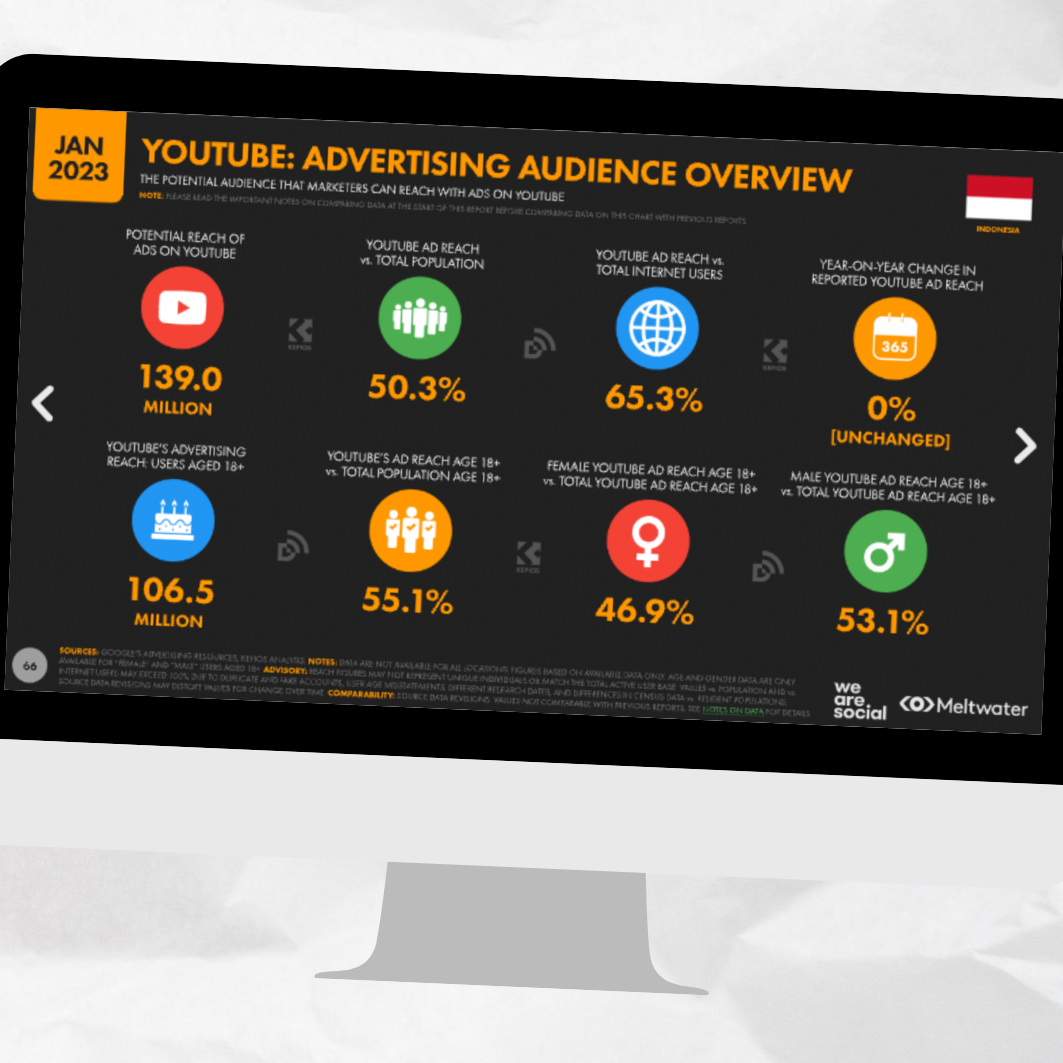 JAN
2023
YOUTUBE: ADVERTISING AUDIENCE OVERVIEW
THE POTENTIAL AUDIENCE THAT MARKETERS CAN REACH WITH ADS ON YOUTUBE
NOTE: PLEASE READ THE IMPORTANT NOTES ON COMPARING DATA AT THE START OF THIS REPORT BEFORE COMPARING DATA ON THIS CHART WITH PREVIOUS REPORTS
INDONESIA
POTENTIAL REACH OF
ADS ON YOUTUBE
139.0
MILLION
KEPIOS
YOUTUBE AD REACH
vs. TOTAL POPULATION
50.3%
YOUTUBE AD REACH vs.
TOTAL INTERNET USERS
65.3%
KEPIOS
YEAR-ON-YEAR CHANGE IN
REPORTED YOUTUBE AD REACH
365
0%
[UNCHANGED]
YOUTUBE'S ADVERTISING
REACH: USERS AGED 18+
106.5
MILLION
YOUTUBE'S AD REACH AGE 18+
vs. TOTAL POPULATION AGE 18+
55.1%
KEPIOS
FEMALE YOUTUBE AD REACH AGE 18+
vs. TOTAL YOUTUBE AD REACH AGE 18+
46.9%
MALE YOUTUBE AD REACH AGE 18+
vs. TOTAL YOUTUBE AD REACH AGE 18+
53.1%
66
SOURCES: GOOGLE'S ADVERTISING RESOURCES; KEPIOS ANALYSIS. NOTES: DATA ARE NOT AVAILABLE FOR ALL LOCATIONS. FIGURES BASED ON AVAILABLE DATA ONLY. AGE AND GENDER DATA ARE ONLY
AVAILABLE FOR "FEMALE" AND "MALE" USERS AGED 18+. ADVISORY: REACH FIGURES MAY NOT REPRESENT UNIQUE INDIVIDUALS OR MATCH THE TOTAL ACTIVE USER BASE. VALUES vs. POPULATION AND vs.
INTERNET USERS MAY EXCEED 100% DUE TO DUPLICATE AND FAKE ACCOUNTS, USER AGE MISSTATEMENTS, DIFFERENT RESEARCH DATES, AND DIFFERENCES IN CENSUS DATA vs. RESIDENT POPULATIONS.
SOURCE DATA REVISIONS MAY DISTORT VALUES FOR CHANGE OVER TIME. COMPARABILITY: SOURCE DATA REVISIONS. VALUES NOT COMPARABLE WITH PREVIOUS REPORTS. SEE NOTES ON DATA FOR DETAILS
we
are.
social
Meltwater